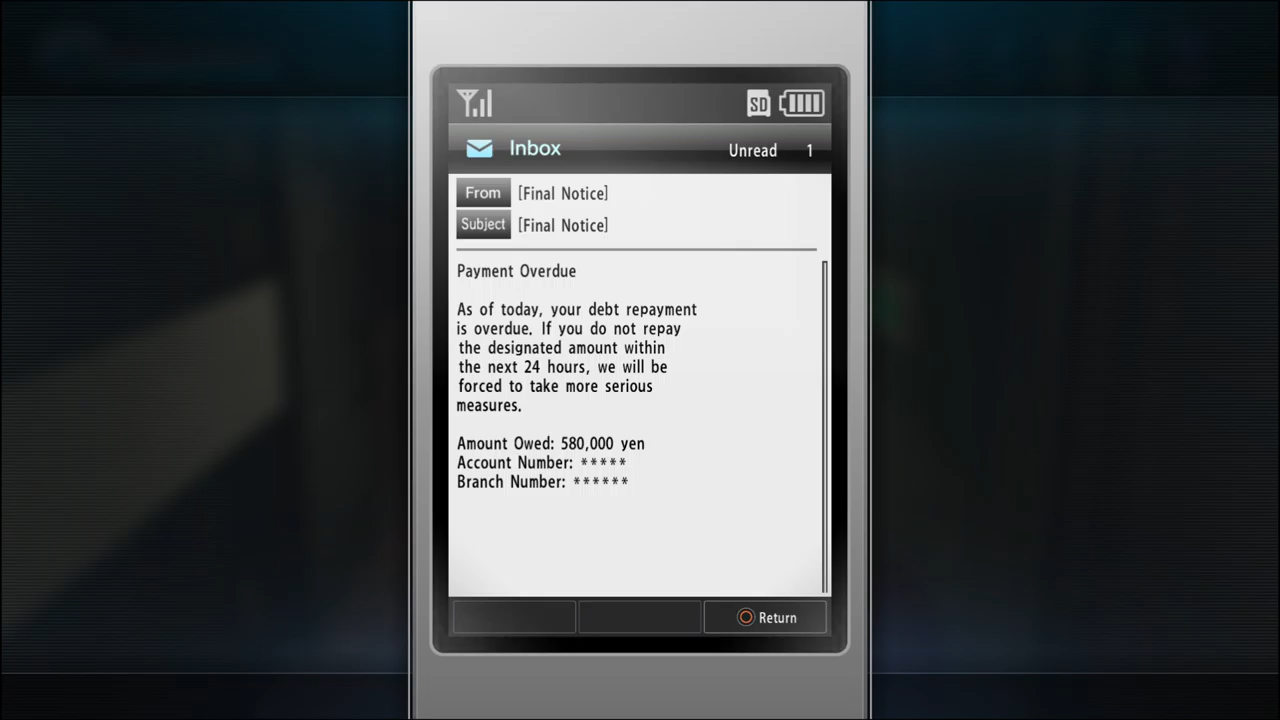 SD
Inbox Unread 1
From [Final Notice]
Subject [Final Notice]
Payment Overdue
As of today, your debt repayment
is overdue. If you do not repay
the designated amount within
the next 24 hours, we will be
forced to take more serious
measures.
Amount Owed: 580,000 yen
Account Number: *****
Branch Number: ******
Return